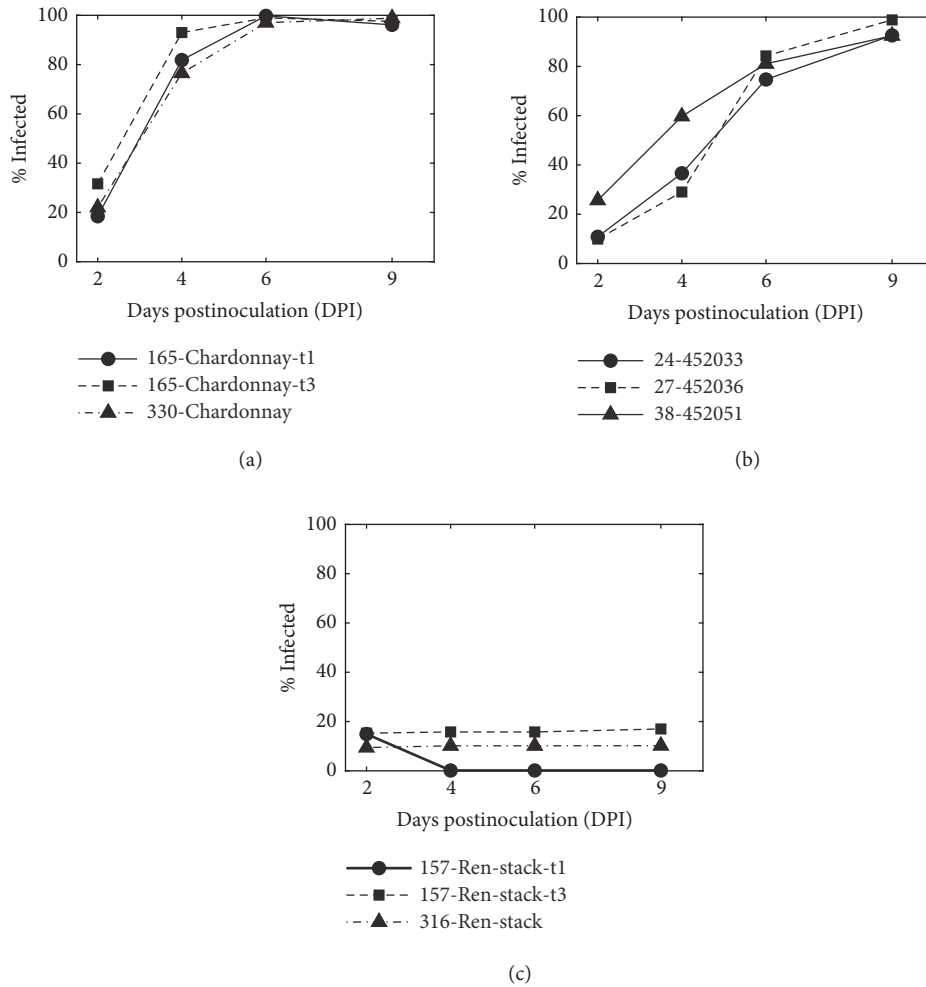 100
80
60
40
20
0
% Infected
2 4 6 9
Days postinoculation (DPI)
165-Chardonnay-t1
165-Chardonnay-t3
330-Chardonnay
(a)
100
80
60
40
20
0
% Infected
2 4 6 9
Days postinoculation (DPI)
24-452033
27-452036
38-452051
(b)
100
80
60
40
20
0
% Infected
2 4 6 9
Days postinoculation (DPI)
157-Ren-stack-t1
157-Ren-stack-t3
316-Ren-stack
(c)